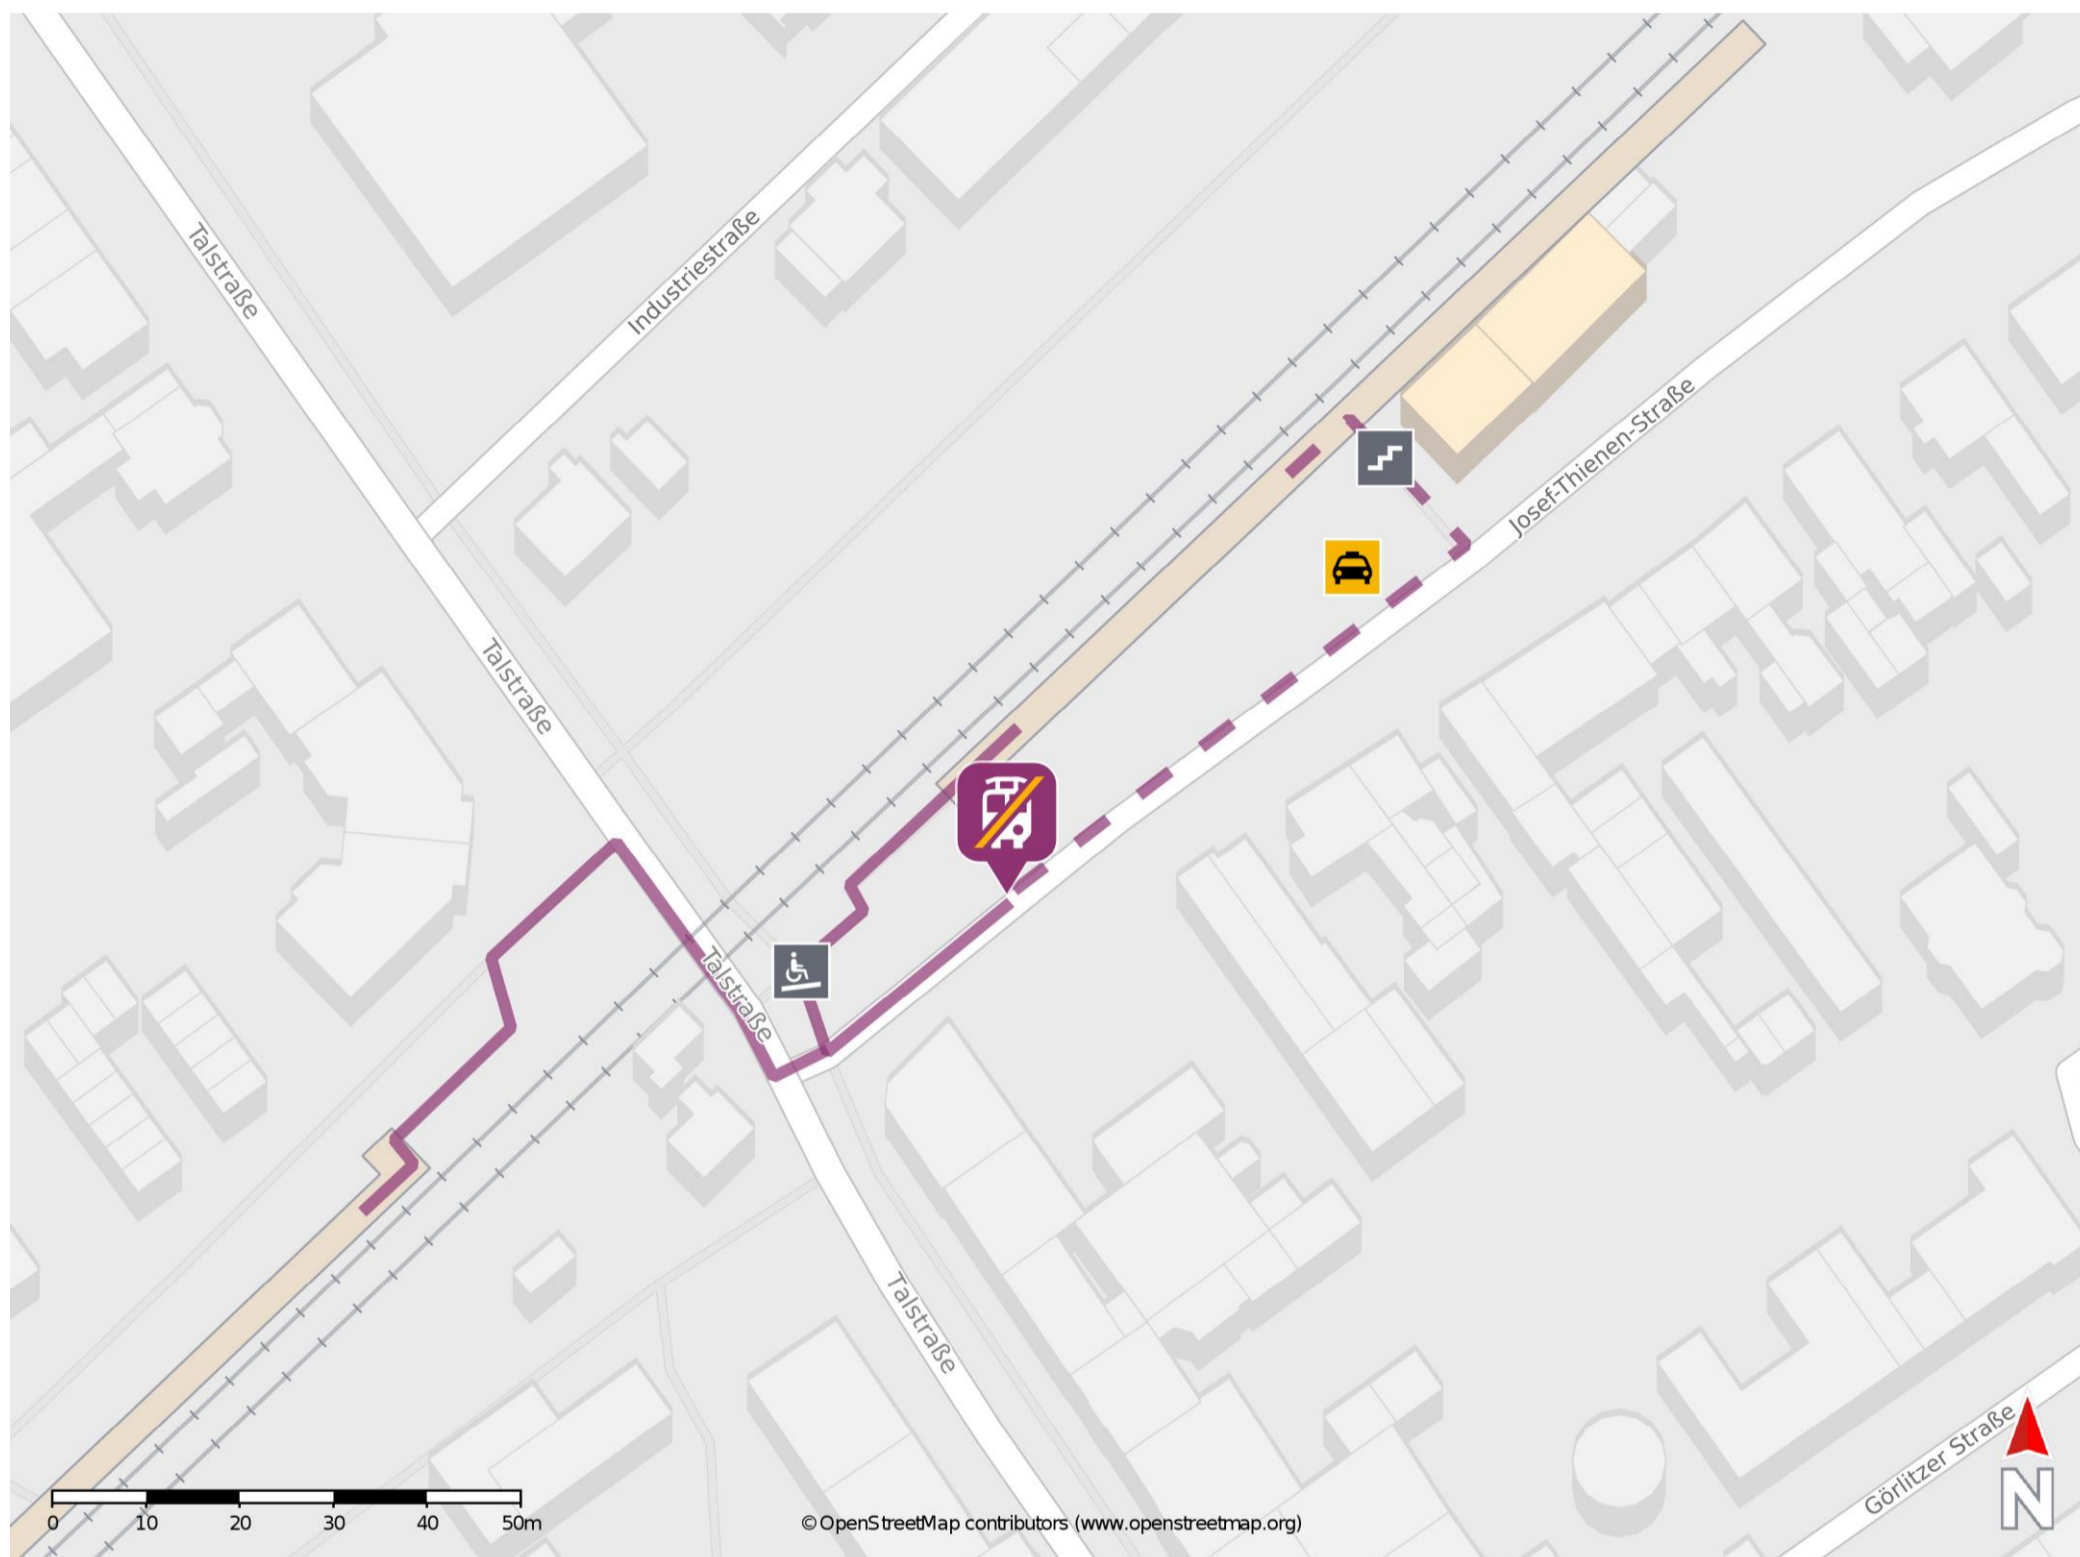 Talstraße
Industriestraße
Josef-Thienen-Straße
Talstraße
Talstraße
Talstraße
Görlitzer Straße
N
0 10 20 30 40 50m
© OpenStreetMap contributors (www.openstreetmap.org)